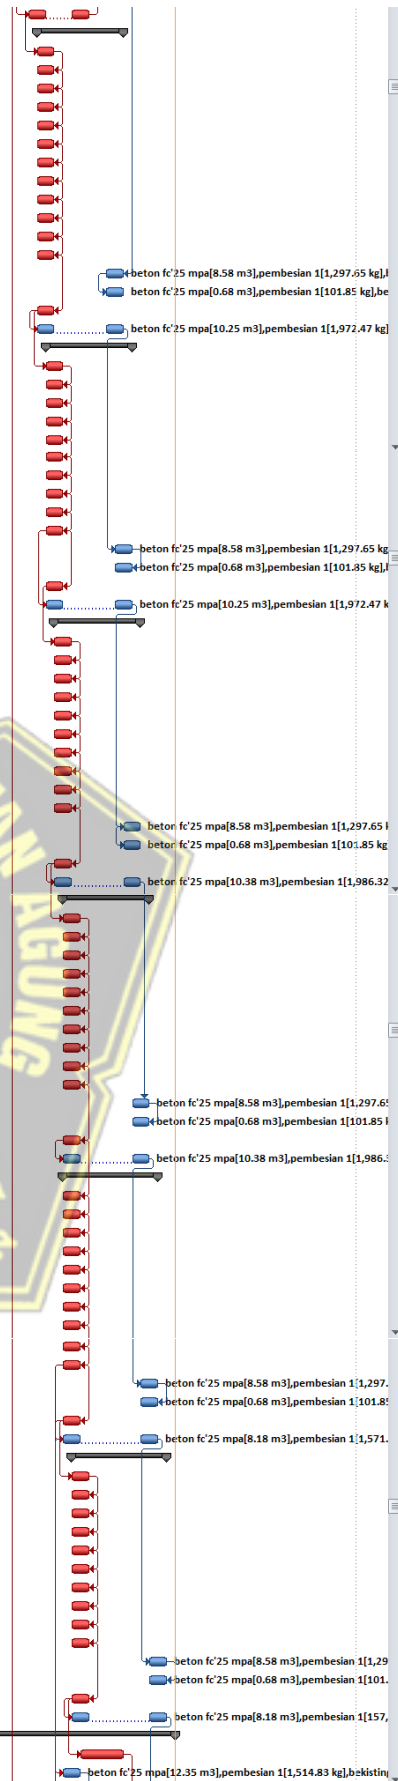 beton fc'25 mpa[8.58 m3],pembesian 1[1,297.65 kg],
beton fc'25 mpa[0.68 m3],pembesian 1[101.85 kg],be
beton fc'25 mpa[10.25 m3],pembesian 1[1,972.47 kg]
beton fc'25 mpa[8.58 m3],pembesian 1[1,297.65 kg
beton fc'25 mpa[0.68 m3],pembesian 1[101.85 kg],
beton fc'25 mpa[10.25 m3],pembesian 1[1,972.47 k
beton fc'25 mpa[8.58 m3],pembesian 1[1,297.65
beton fc'25 mpa[0.68 m3],pembesian 1[101.85 kg
beton fc'25 mpa[10.38 m3],pembesian 1[1,986.32
AGUNG
beton fc'25 mpa[8.58 m3],pembesian 1[1,297.65
beton fc'25 mpa[0.68 m3],pembesian 1[101.85
beton fc'25 mpa[10.38 m3],pembesian 1[1,986.
beton fc'25 mpa[8.58 m3],pembesian 1[1,297.
beton fc'25 mpa[0.68 m3],pembesian 1[101.85
beton fc'25 mpa[8.18 m3],pembesian 1[1,571.
beton fc'25 mpa[8.58 m3],pembesian 1[1,29
beton fc'25 mpa[0.68 m3],pembesian 1[101.
beton fc'25 mpa[8.18 m3],pembesian 1[157,
beton fc'25 mpa[12.35 m3],pembesian 1[1,514.83 kg],bekisting